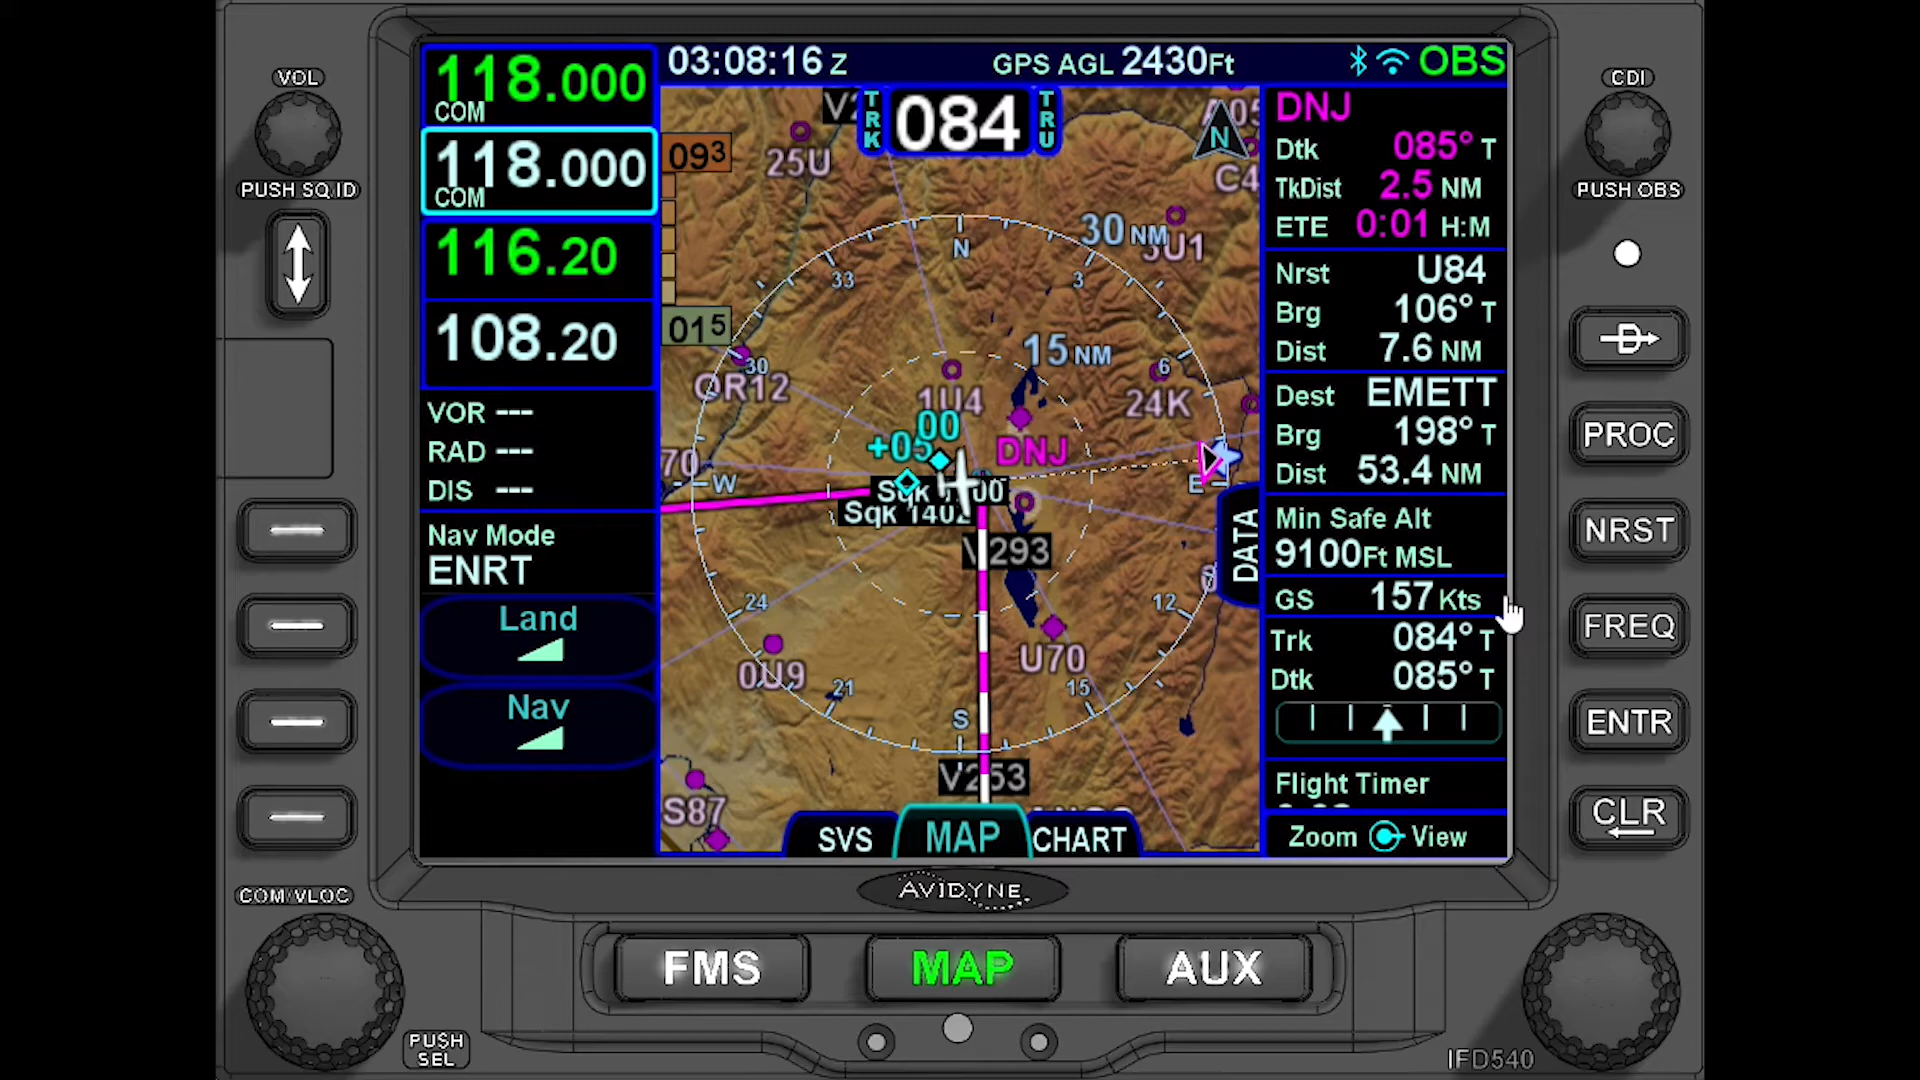 VOL
PUSH SQ,ID
COM/VLOC
PUSH
SEL
118.000
COM
118.000
COM
116.20
108.20
VOR ---
RAD ---
DIS ---
Nav Mode
ENRT
Land
Nav
03:08:16 Z
GPS AGL 2430Ft
OBS
TRK
084
TRU
N
093
015
25U
C4
30 NM
3U1
N
33
3
15 NM
30
6
OR12
1U4
24K
00
+05
DNJ
70
W
E
Sqk 1402
V293
24
12
U70
0U9
21
15
S
V253
S87
DATA
SVS
MAP
CHART
DNJ
Dtk 085° T
TkDist 2.5 NM
ETE 0:01 H:M
Nrst U84
Brg 106° T
Dist 7.6 NM
Dest EMETT
Brg 198° T
Dist 53.4 NM
Min Safe Alt
9100Ft MSL
GS 157 Kts
Trk 084° T
Dtk 085° T
Flight Timer
Zoom View
CDI
PUSH OBS
D
PROC
NRST
FREQ
ENTR
CLR
AVIDYNE
FMS
MAP
AUX
IFD540